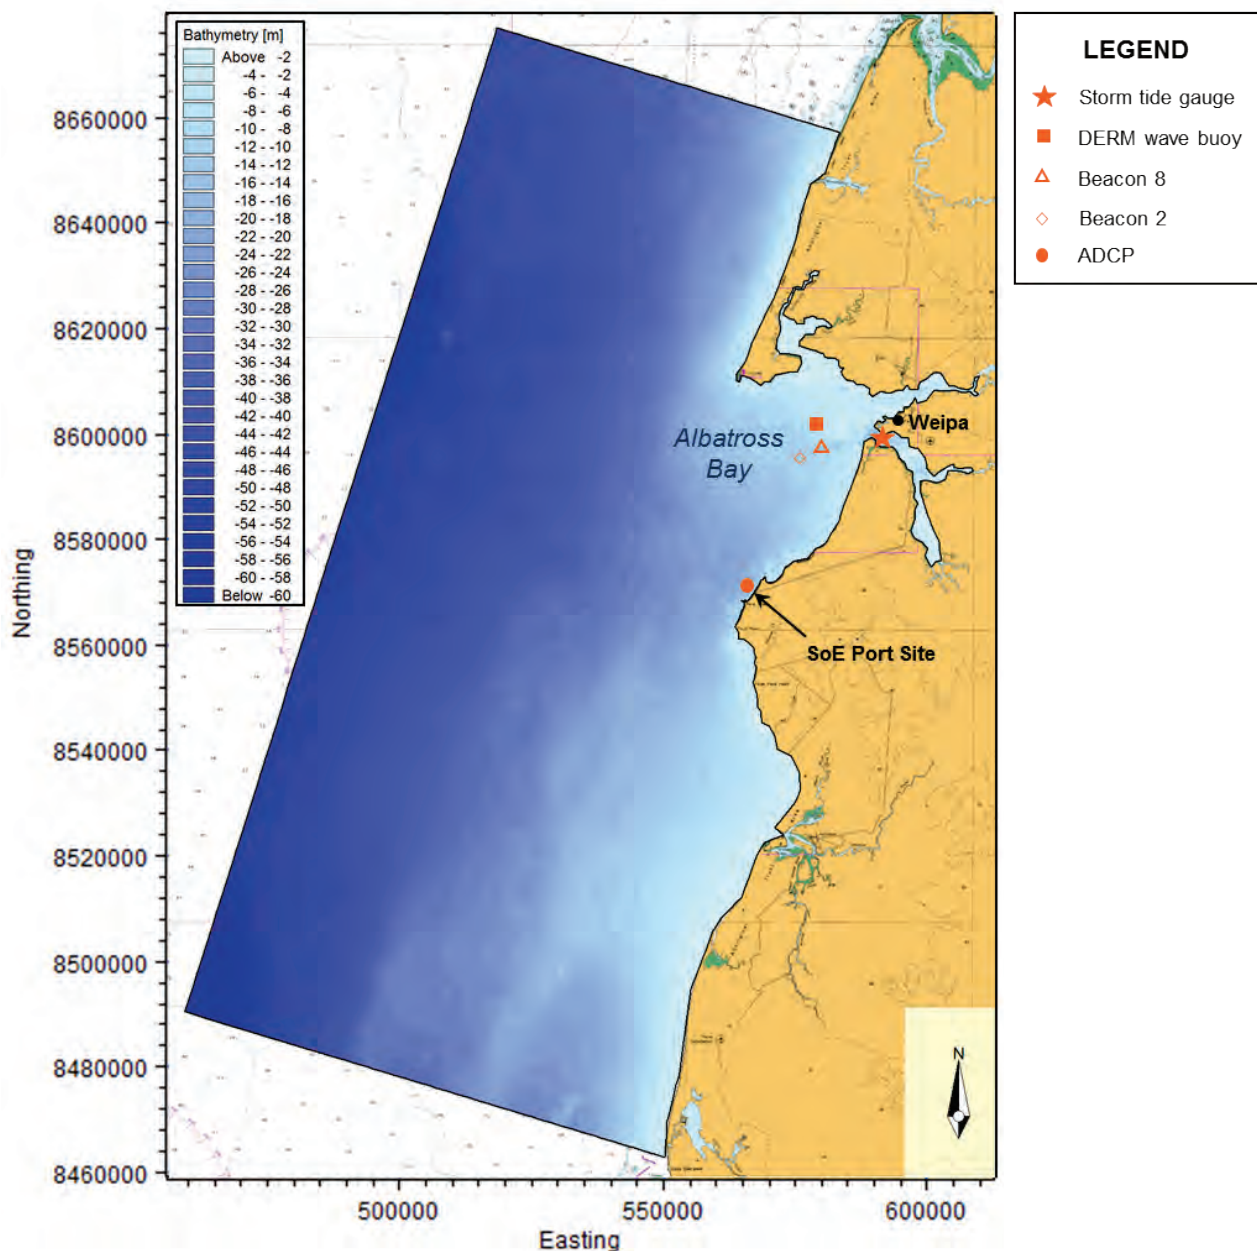 Bathymetry [m]
Above -2
-4 - -2
-6 - -4
-8 - -6
-10 - -8
-12 - -10
-14 - -12
-16 - -14
-18 - -16
-20 - -18
-22 - -20
-24 - -22
-26 - -24
-28 - -26
-30 - -28
-32 - -30
-34 - -32
-36 - -34
-38 - -36
-40 - -38
-42 - -40
-44 - -42
-46 - -44
-48 - -46
-50 - -48
-52 - -50
-54 - -52
-56 - -54
-58 - -56
-60 - -58
Below -60
LEGEND
Storm tide gauge
DERM wave buoy
Beacon 8
Beacon 2
ADCP
8660000
8640000
8620000
8600000
8580000
8560000
8540000
8520000
8500000
8480000
8460000
Northing
Weipa
Albatross
Bay
SoE Port Site
N
500000
550000
600000
Easting